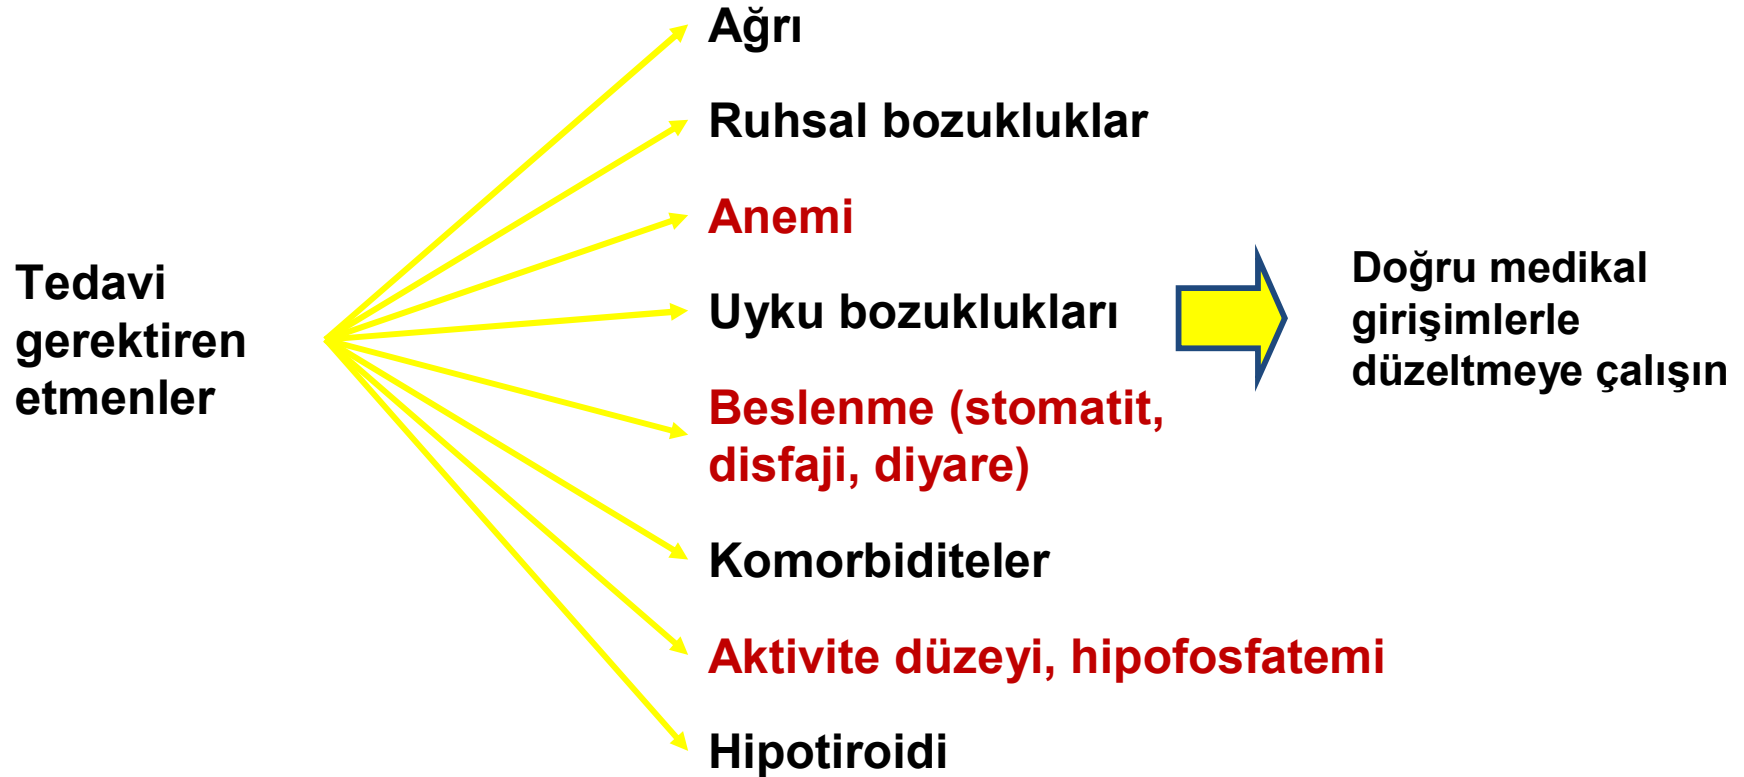 Ağrı
Ruhsal bozukluklar
Anemi
Uyku bozuklukları
Beslenme (stomatit,
disfaji, diyare)
Komorbiditeler
Aktivite düzeyi, hipofosfatemi
Hipotiroidi
Tedavi
gerektiren
etmenler
Doğru medikal
girişimlerle
düzeltmeye çalışın